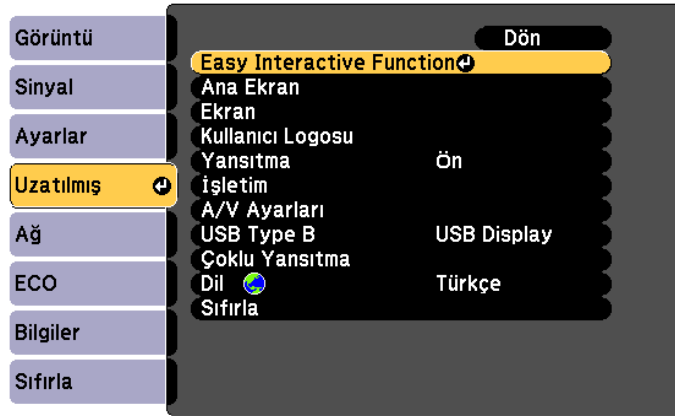 Görüntü
Sinyal
Ayarlar
Uzatılmış
Ağ
ECO
Bilgiler
Sıfırla
Dön
Easy Interactive Function
Ana Ekran
Ekran
Kullanıcı Logosu
Yansıtma Ön
İşletim
A/V Ayarları
USB Type B USB Display
Çoklu Yansıtma
Dil Türkçe
Sıfırla